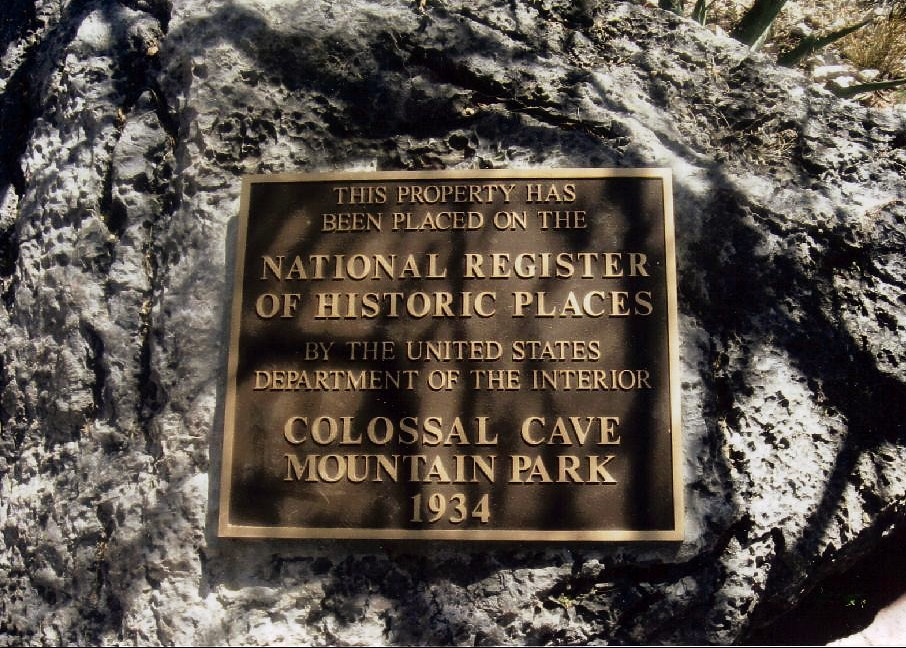 THIS PROPERTY HAS
BEEN PLACED ON THE
NATIONAL REGISTER
OF HISTORIC PLACES
BY THE UNITED STATES
DEPARTMENT OF THE INTERIOR
COLOSSAL CAVE
MOUNTAIN PARK
1934